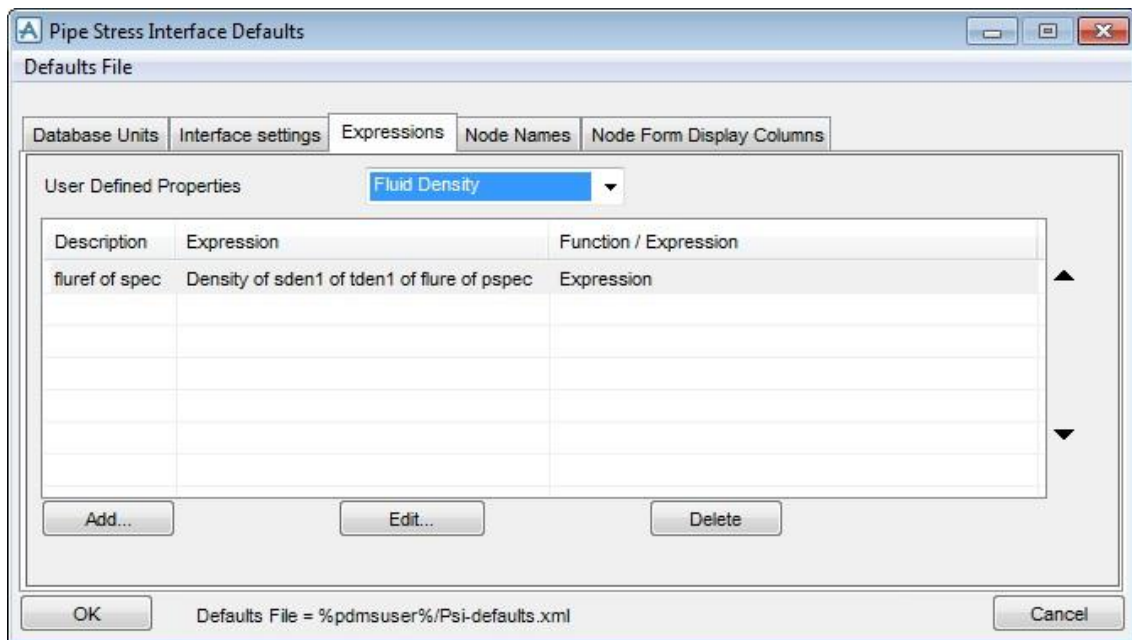 Pipe Stress Interface Defaults
Defaults File
Database Units Interface settings Expressions Node Names Node Form Display Columns
User Defined Properties Fluid Density
Description Expression Function / Expression
fluref of spec Density of sden1 of tden1 of flure of pspec Expression
Add... Edit... Delete
OK Defaults File = %pdmsuser%/Psi-defaults.xml Cancel